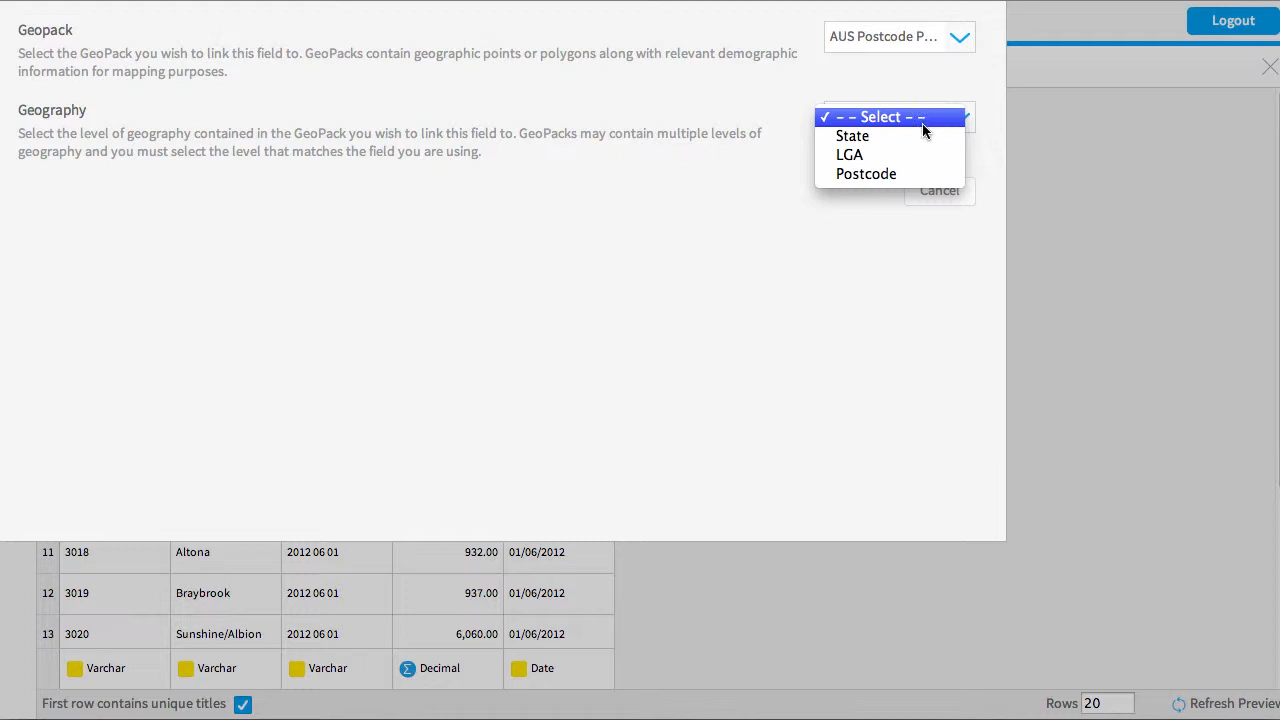 Geopack
AUS Postcode P...
Logout
Select the GeoPack you wish to link this field to. GeoPacks contain geographic points or polygons along with relevant demographic
information for mapping purposes.
Geography
✓ - - Select - -
Select the level of geography contained in the GeoPack you wish to link this field to. GeoPacks may contain multiple levels of
geography and you must select the level that matches the field you are using.
State
LGA
Postcode
Cancel
11 3018 Altona 2012 06 01 932.00 01/06/2012
12 3019 Braybrook 2012 06 01 937.00 01/06/2012
13 3020 Sunshine/Albion 2012 06 01 6,060.00 01/06/2012
Varchar Varchar Varchar Σ Decimal Date
First row contains unique titles
Rows 20 Refresh Preview